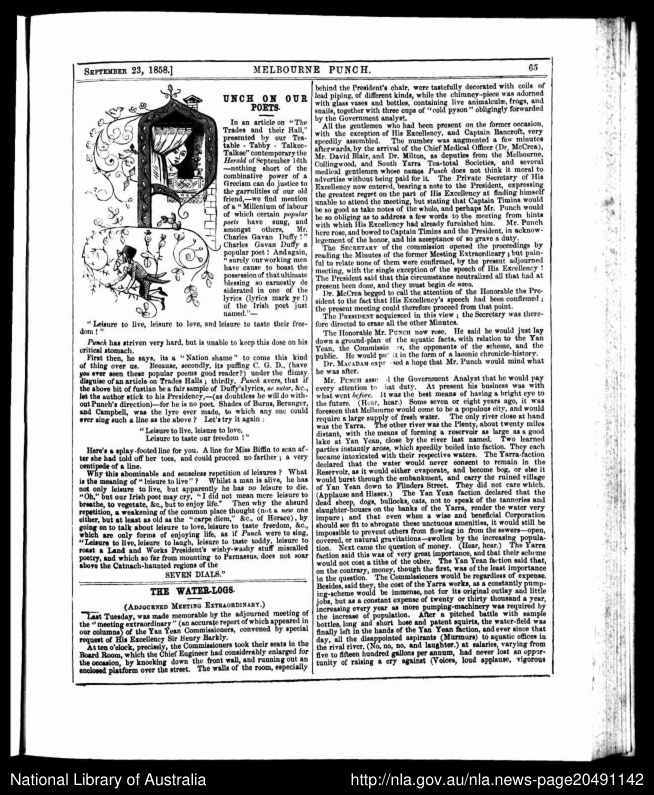 SEPTEMBER 23, 1858.]
MELBOURNE PUNCH.
65
UNCH ON OUR
POETS.
In an article on "The
Trades and their Hall,"
presented by our Tea-
table - Tabby - Talkee-
Talkee" contemporary the
Herald of September 16th
—nothing short of the
combinative power of a
Grecism can do justice to
the garrulities of our old
friend,—we find mention
of a "Millenium of labour
of which certain popular
poets have sung, and
amongst others, Mr.
Charles Gavan Duffy!"
Charles Gavan Duffy a
popular poet! And again,
"surely our working men
have cause to boast the
possession of that ultimate
blessing so earnestly de
siderated in one of the
lyrics (lyrics mark ye!)
of the Irish poet just
named."—
"Leisure to live, leisure to love, and leisure to taste their free-
dom!"
Punch has striven very hard, but is unable to keep this dose on his
critical stomach.
First then, he says, its a "Nation shame" to come this kind
of thing over us. Because, secondly, its puffing C. G. D., (have
you ever seen these popular poems good reader?) under the flimsy
disguise of an article on Trades Halls; thirdly, Punch avers, that if
the above bit of fustian be a fair sample of Duffy's lyrics, ne sutor, &c.,
let the author stick to his Presidency,—(as doubtless he will do with-
out Punch's direction)—for he is no poet. Shades of Burns, Beranger,
and Campbell, was the lyre ever made, to which any one could
ever sing such a line as the above? Let's try it again:
"Leisure to live, leisure to love,
Leisure to taste our freedom!"
Here's a splay-footed line for you. A line for Miss Biffin to scan af-
ter she had told off her toes, and could proceed no farther; a very
centipede of a line.
Why this abominable and senseless repetition of leisures? What
is the meaning of "leisure to live"? Whilst a man is alive, he has
not only leisure to live, but apparently he has no leisure to die.
"Oh," but our Irish poet may cry, "I did not mean mere leisure to
breathe, to vegetate, &c., but to enjoy life." Then why the unhappy
repetition, a weakening of the common place thought (not a new one
either, but at least as old as the "carpe diem," &c., of Horace), by
going on to talk about leisure to love, leisure to taste freedom, &c.,
which are only forms of enjoying life, as if Punch were to sing,
"Leisure to live, leisure to laugh, leisure to taste toddy, leisure to
roast a Land and Works President's wishy-washy stuff miscalled
poetry, and which so far from mounting to Parnassus, does not soar
above the Catnach-haunted regions of the
SEVEN DIALS."
THE WATER-LOGS.
(ADJOURNED MEETING EXTRAORDINARY.)
Last Tuesday, was made memorable by the adjourned meeting of
the "meeting extraordinary" (an accurate report of which appeared in
our columns) of the Yan Yean Commissioners, convened by special
request of His Excellency Sir Henry Barkly.
At ten o'clock, precisely, the Commissioners took their seats in the
Board Room, which the Chief Engineer had considerably enlarged for
the occasion, by knocking down the front wall, and running out an
enclosed platform over the street. The walls of the room, especially
behind the President's chair, were tastefully decorated with coils of
lead piping, of different kinds, while the chimney-piece was adorned
with glass vases and bottles, containing live animalculæ, frogs, and
snails, together with three cups of "cold pyson" obligingly forwarded
by the Government analyst.
All the gentlemen who had been present on the former occasion,
with the exception of His Excellency, and Captain Bancroft, very
speedily assembled. The number was augmented a few minutes
afterwards, by the arrival of the Chief Medical Officer (Dr, McCrea),
Mr. David Blair, and Dr. Milton, as deputies from the Melbourne,
Collingwood, and South Yarra Tea-total Societies, and several
medical gentlemen whose names Punch does not think it moral to
advertise without being paid for it. The Private Secretary of His
Excellency now entered, bearing a note to the President, expressing
the greatest regret on the part of His Excellency at finding himself
unable to attend the meeting, but stating that Captain Timins would
be so good as take notes of the whole, and perhaps Mr. Punch would
be so obliging as to address a few words to the meeting from hints
with which His Excellency had already furnished him. Mr. Punch
here rose, and bowed to Captain Timins and the President, in acknow-
legement of the honor, and his acceptance of so grave a duty.
The SECRETARY of the commission opened the proceedings by
reading the Minutes of the former Meeting Extraordinary; but pain-
ful to relate none of them were confirmed, by the present adjourned
meeting, with the single exception of the speech of His Excellency!
The President said that this circumstance neutralized all that had at
present been done, and they must begin de novo.
Dr. McCrea begged to call the attention of the Honorable the Pre-
sident to the fact that His Excellency's speech had been confirmed;
the present meeting could therefore proceed from that point.
The PRESIDENT acquiesced in this view; the Secretary was there-
fore directed to erase all the other Minutes.
The Honorable Mr. PUNCH now rose. He said he would just lay
down a ground-plan of the aquatic facts, with relation to the Yan
Yean, the Commissio rs, the opponents of the scheme, and the
public. He would pu it in the form of a laconic chronicle-history.
Dr. MACADAM expr sed a hope that Mr. Punch would mind what
he was after.
Mr. PUNCH ass d the Government Analyst that he would pay
every attention to hat duty. At present his business was with
what went before. It was the best means of having a bright eye to
the future. (Hear, hear.) Some seven or eight years ago, it was
foreseen that Melbourne would come to be a populous city, and would
require a large supply of fresh water. The only river close at hand
was the Yarra. The other river was the Plenty, about twenty miles
distant, with the means of forming a reservoir as large as a good
lake at Yan Yean, close by the river last named. Two learned
parties instantly arose, which speedily boiled into factions. They each
became intoxicated with their respective waters. The Yarra-faction
declared that the water would never consent to remain in the
Reservoir, as it would either evaporate, and become bog, or else it
would burst through the embankment, and carry the ruined village
of Yan Yean down to Flinders Street. They did not care which.
(Applause and Hisses.) The Yan Yean faction declared that the
dead sheep, dogs, bullocks, cats, not to speak of the tanneries and
slaughter-houses on the banks of the Yarra, render the water very
impure; and that even when a wise and beneficial Corporation
should see fit to abrogate these unctuous amenities, it would still be
impossible to prevent others from flowing in from the sewers—open,
covered, or natural gravitations—swollen by the increasing popula-
tion. Next came the question of money. (Hear, hear.) The Yarra
faction said this was of very great importance, and that their scheme
would not cost a tithe of the other. The Yan Yean faction said that,
on the contrary, money, though the first, was of the least importance
in the question. The Commissioners would be regardless of expense.
Besides, said they, the cost of the Yarra works, as a constantly pump-
ing-scheme would be immense, not for its original outlay and little
jobs, but as a constant expense of twenty or thirty thousand a year,
increasing every year as more pumping-machinery was required by
the increase of population. After a pitched battle with sample
bottles, long and short hose and patent squirts, the water-field was
finally left in the hands of the Yan Yean faction, and ever since that
day, all the disappointed aspirants (Murmurs) to aquatic offices in
the rival river, (No, no, no, and laughter.) at salaries, varying from
five to fifteen hundred gallons per annum, had never lost an oppor-
tunity of raising a cry against (Voices, loud applause, vigorous
National Library of Australia
http://nla.gov.au/nla.news-page20491142